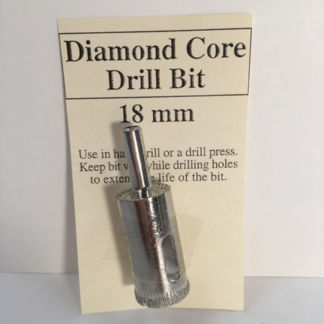 Diamond Core
Drill Bit
18 mm
Use in drill or a drill press.
Keep bit while drilling holes
to life of the bit.